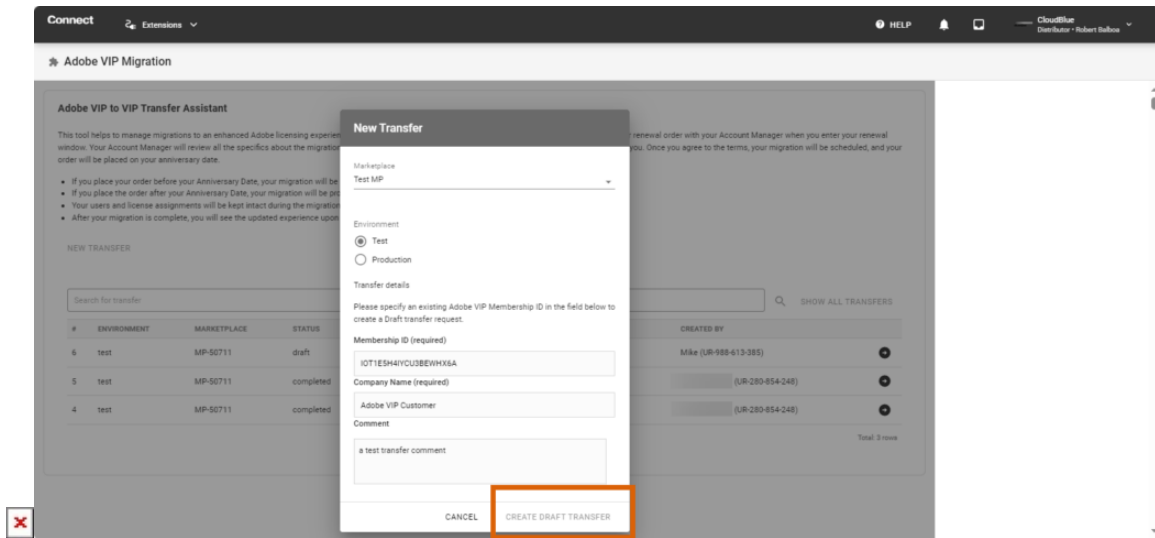 Connect
Extensions
HELP
CloudBlue
Distributor • Robert Balboa
Adobe VIP Migration
Adobe VIP to VIP Transfer Assistant
This tool helps to manage migrations to an enhanced Adobe licensing experien
r renewal order with your Account Manager when you enter your renewal
window. Your Account Manager will review all the specifics about the migration
you. Once you agree to the terms, your migration will be scheduled, and your
order will be placed on your anniversary date.
If you place your order before your Anniversary Date, your migration will be
If you place the order after your Anniversary Date, your migration will be pro
Your users and license assignments will be kept intact during the migration
After your migration is complete, you will see the updated experience upon
NEW TRANSFER
Search for transfer
SHOW ALL TRANSFERS
# ENVIRONMENT MARKETPLACE STATUS CREATED BY
6 test MP-50711 draft Mike (UR-988-613-385)
5 test MP-50711 completed (UR-280-854-248)
4 test MP-50711 completed (UR-280-854-248)
Total: 3 rows
New Transfer
Marketplace
Test MP
Environment
Test
Production
Transfer details
Please specify an existing Adobe VIP Membership ID in the field below to
create a Draft transfer request.
Membership ID (required)
IOT1E5H4IYCU3BEWHX6A
Company Name (required)
Adobe VIP Customer
Comment
a test transfer comment
CANCEL
CREATE DRAFT TRANSFER